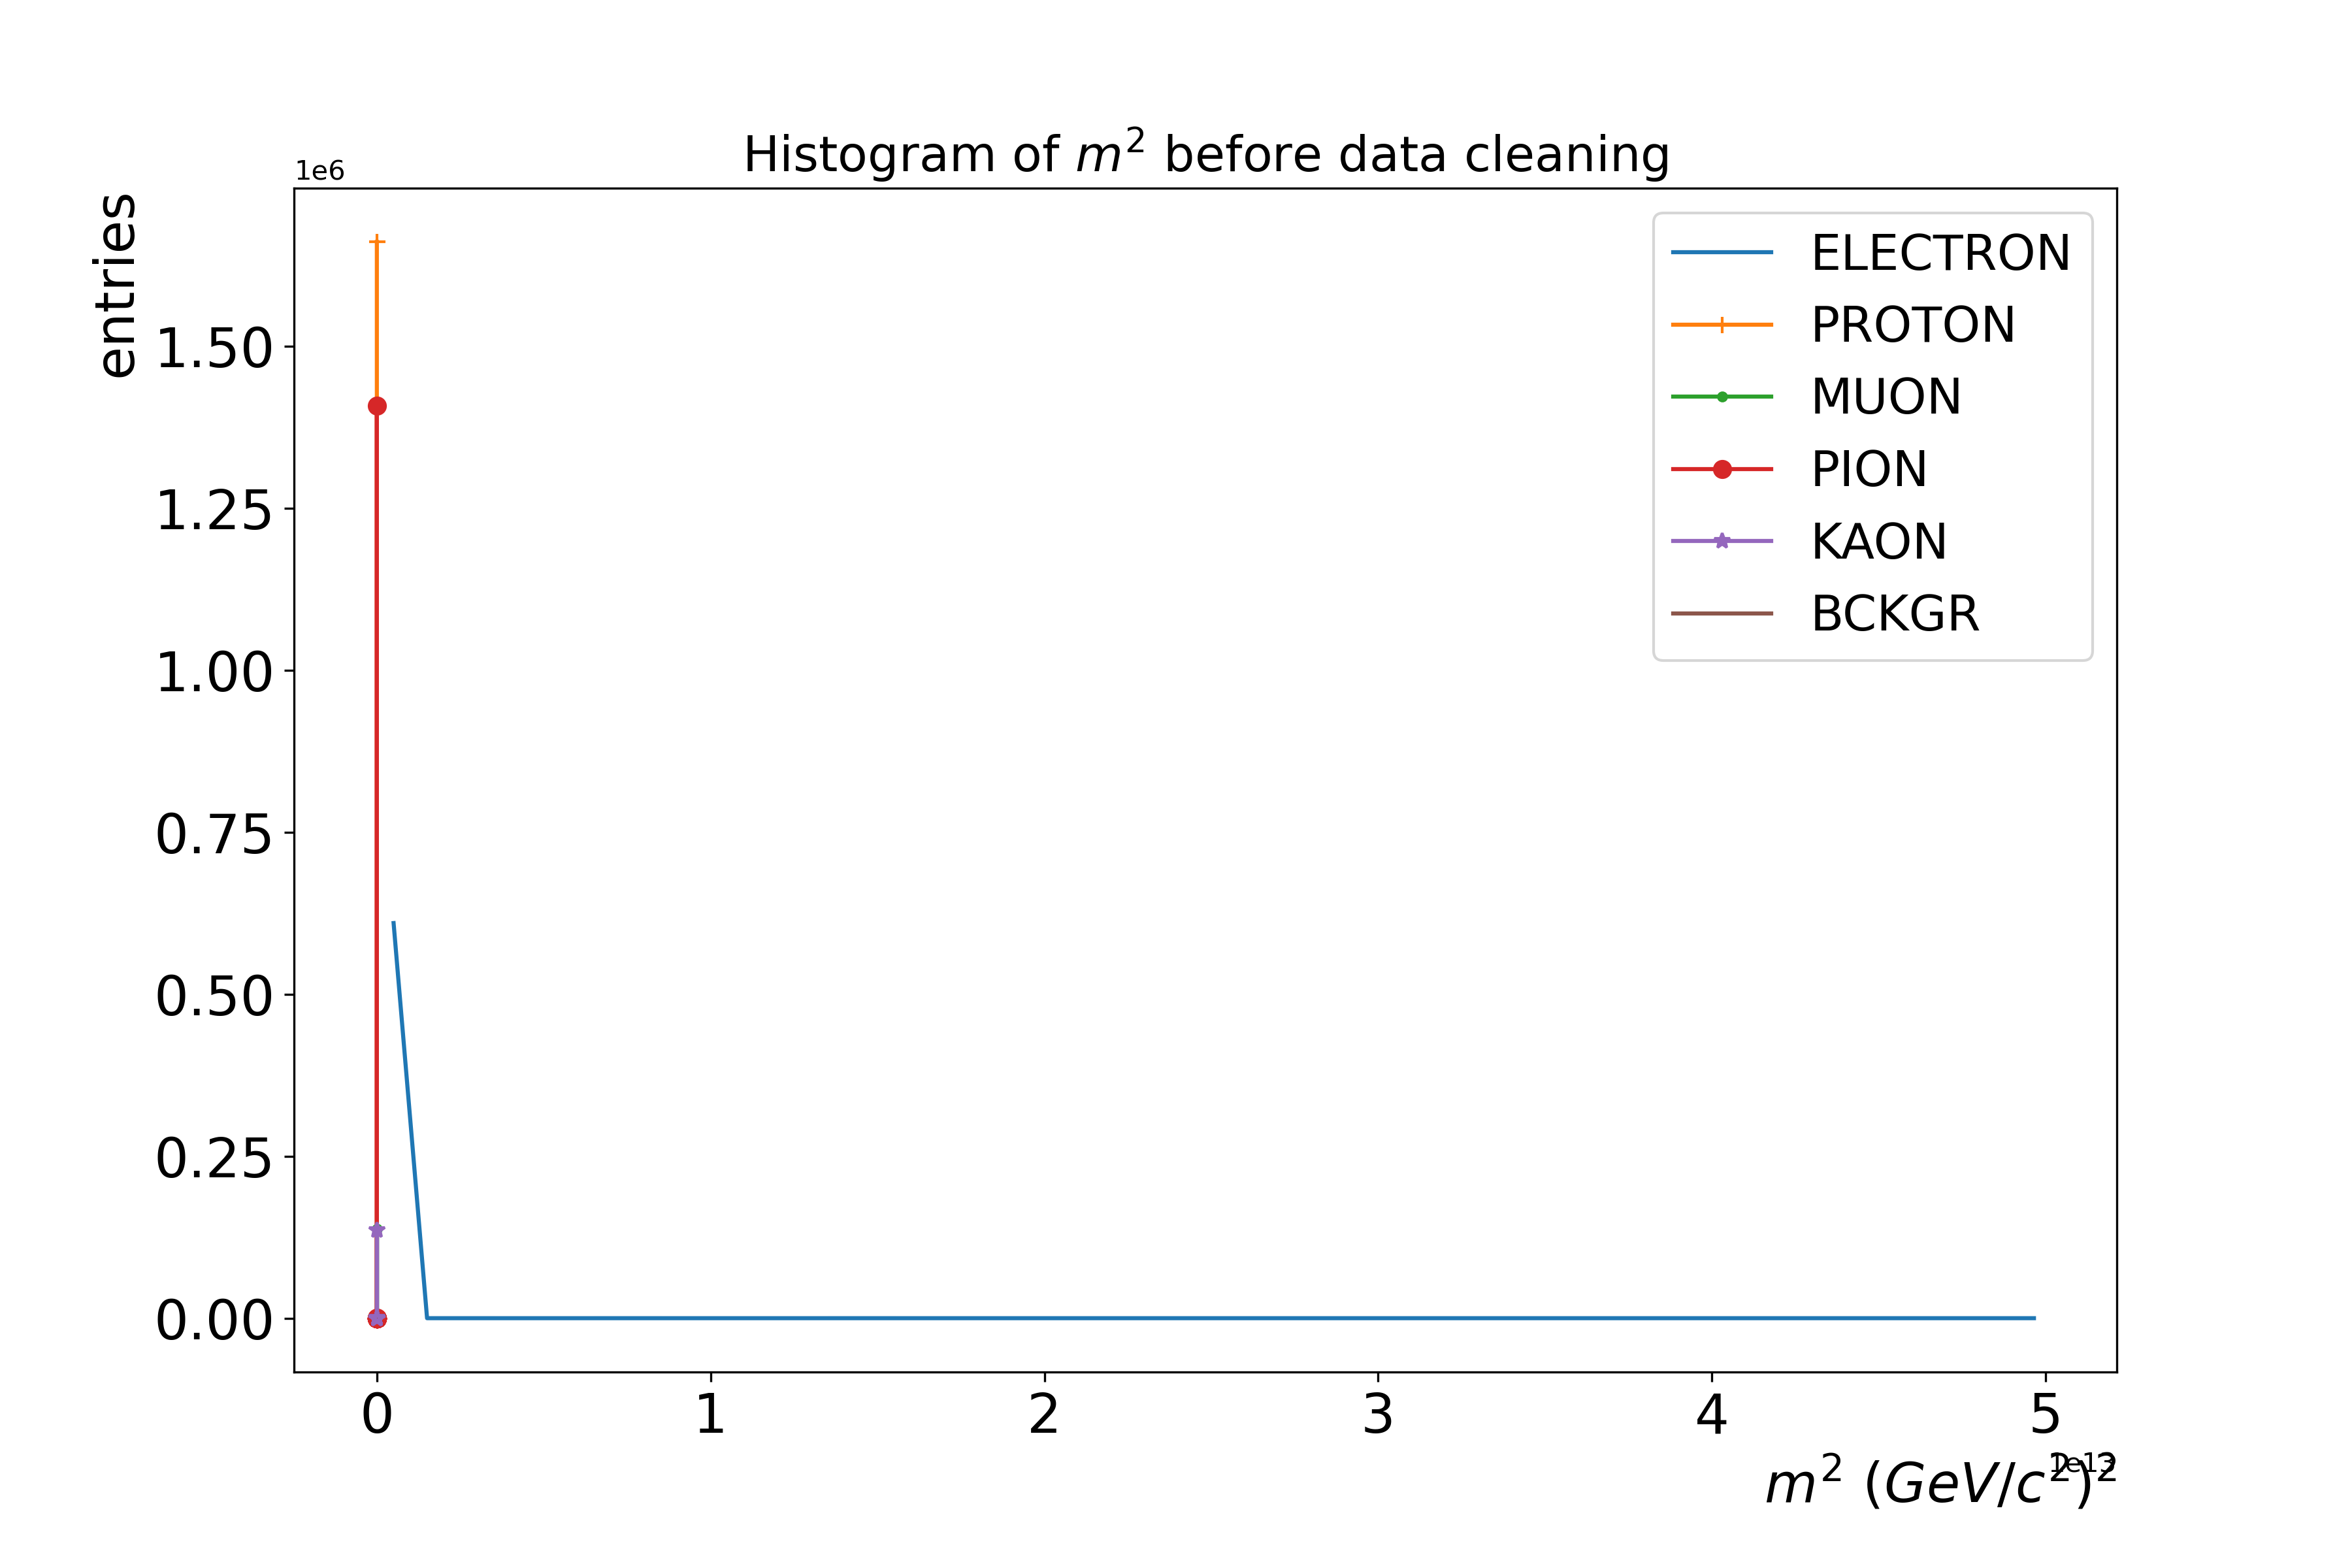 Histogram of m² before data cleaning
1e6
entries
1.50
1.25
1.00
0.75
0.50
0.25
0.00
ELECTRON
PROTON
MUON
PION
KAON
BCKGR
0 1 2 3 4 5
1e13
m² (GeV/c²)²